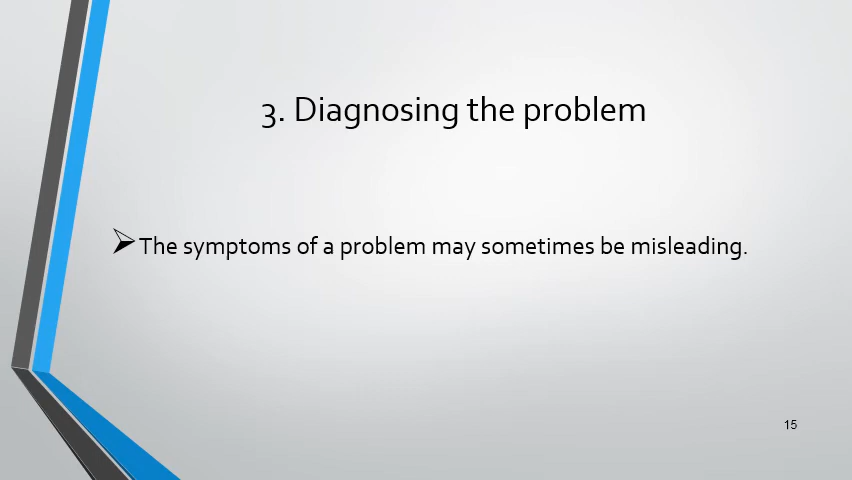 3. Diagnosing the problem
The symptoms of a problem may sometimes be misleading.
15